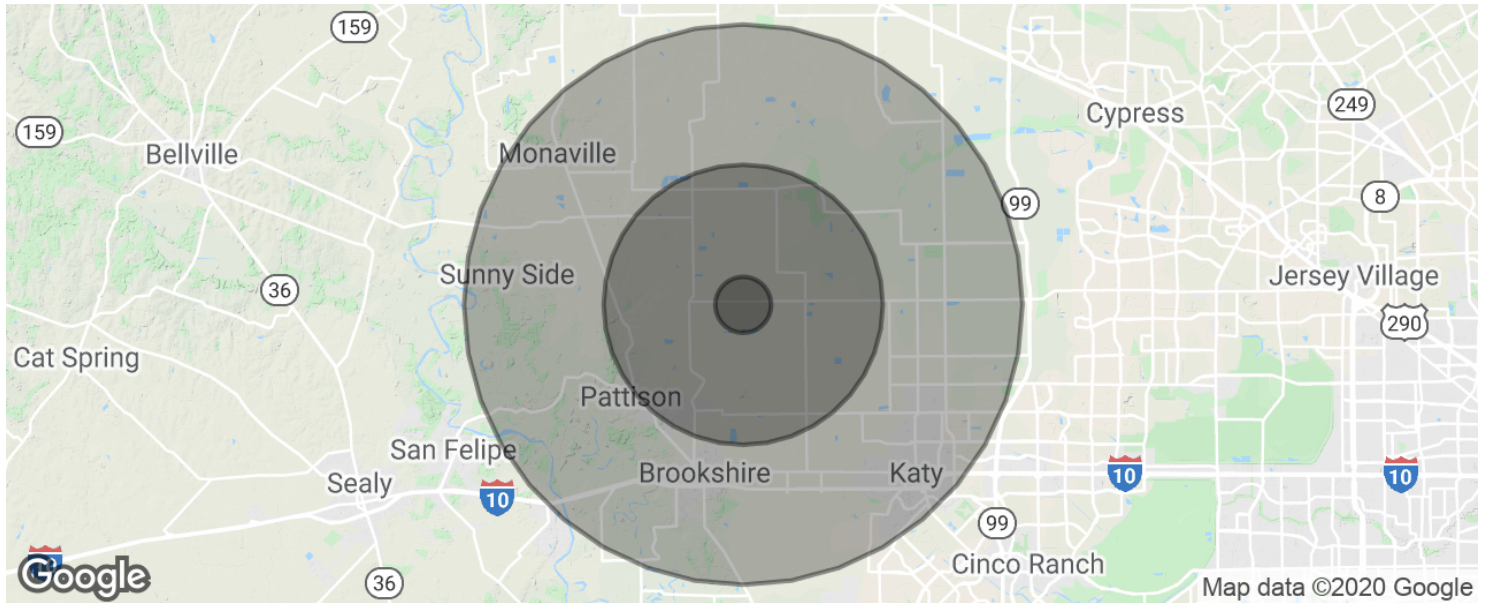 159
249
Cypress
159
Bellville
Monaville
8
99
Sunny Side
Jersey Village
36
290
Cat Spring
Pattison
San Felipe
Brookshire
Katy
10
10
Sealy
10
99
Cinco Ranch
36
Google
Map data ©2020 Google